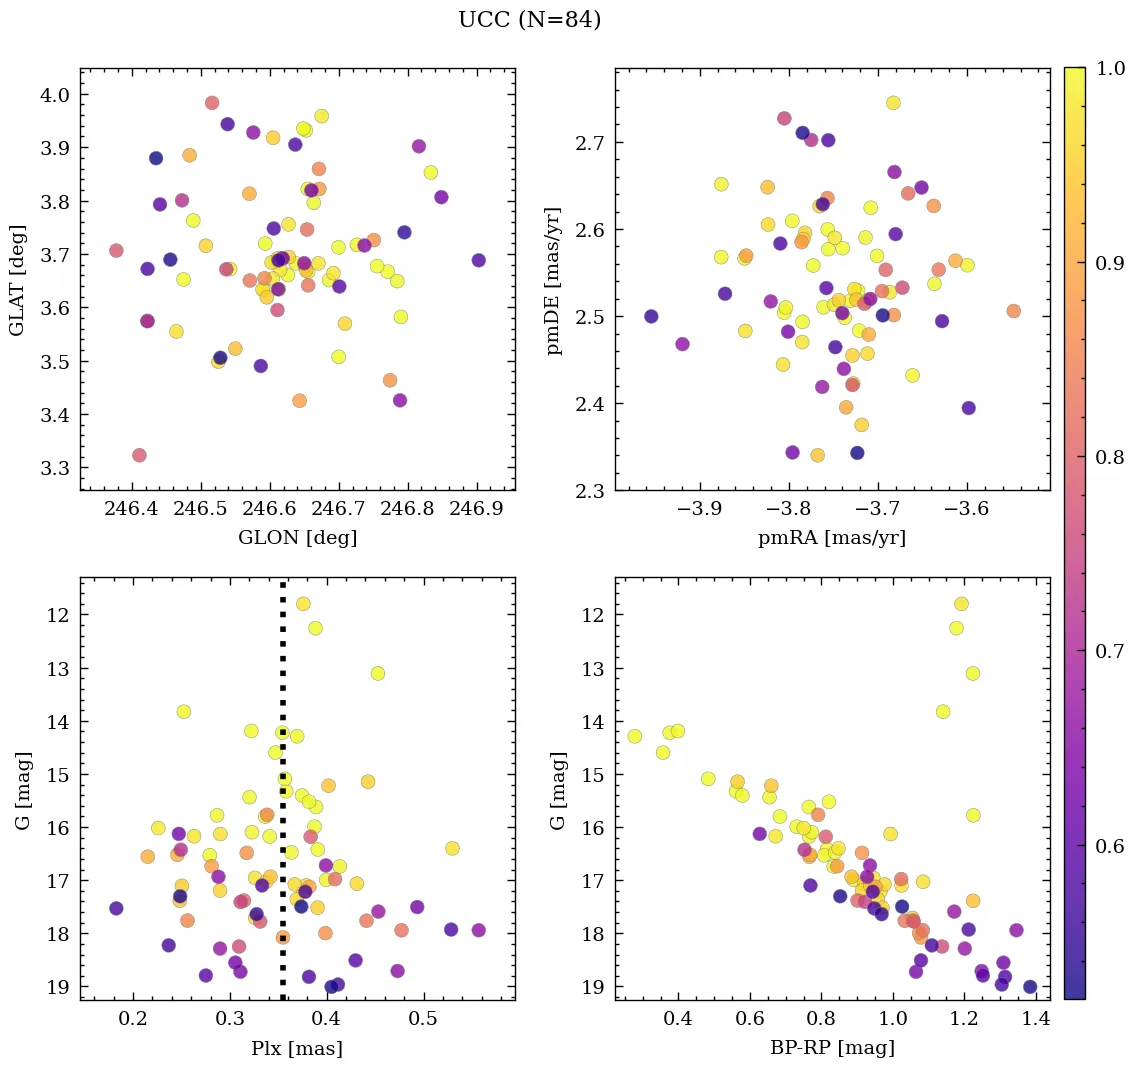 UCC (N=84)
4.0
3.9
3.8
3.7
3.6
3.5
3.4
3.3
GLAT [deg]
246.4 246.5 246.6 246.7 246.8 246.9
GLON [deg]
2.7
2.6
2.5
2.4
2.3
pmDE [mas/yr]
−3.9 −3.8 −3.7 −3.6
pmRA [mas/yr]
1.0
0.9
0.8
0.7
0.6
12
13
14
15
16
17
18
19
G [mag]
0.2 0.3 0.4 0.5
Plx [mas]
12
13
14
15
16
17
18
19
G [mag]
0.4 0.6 0.8 1.0 1.2 1.4
BP-RP [mag]